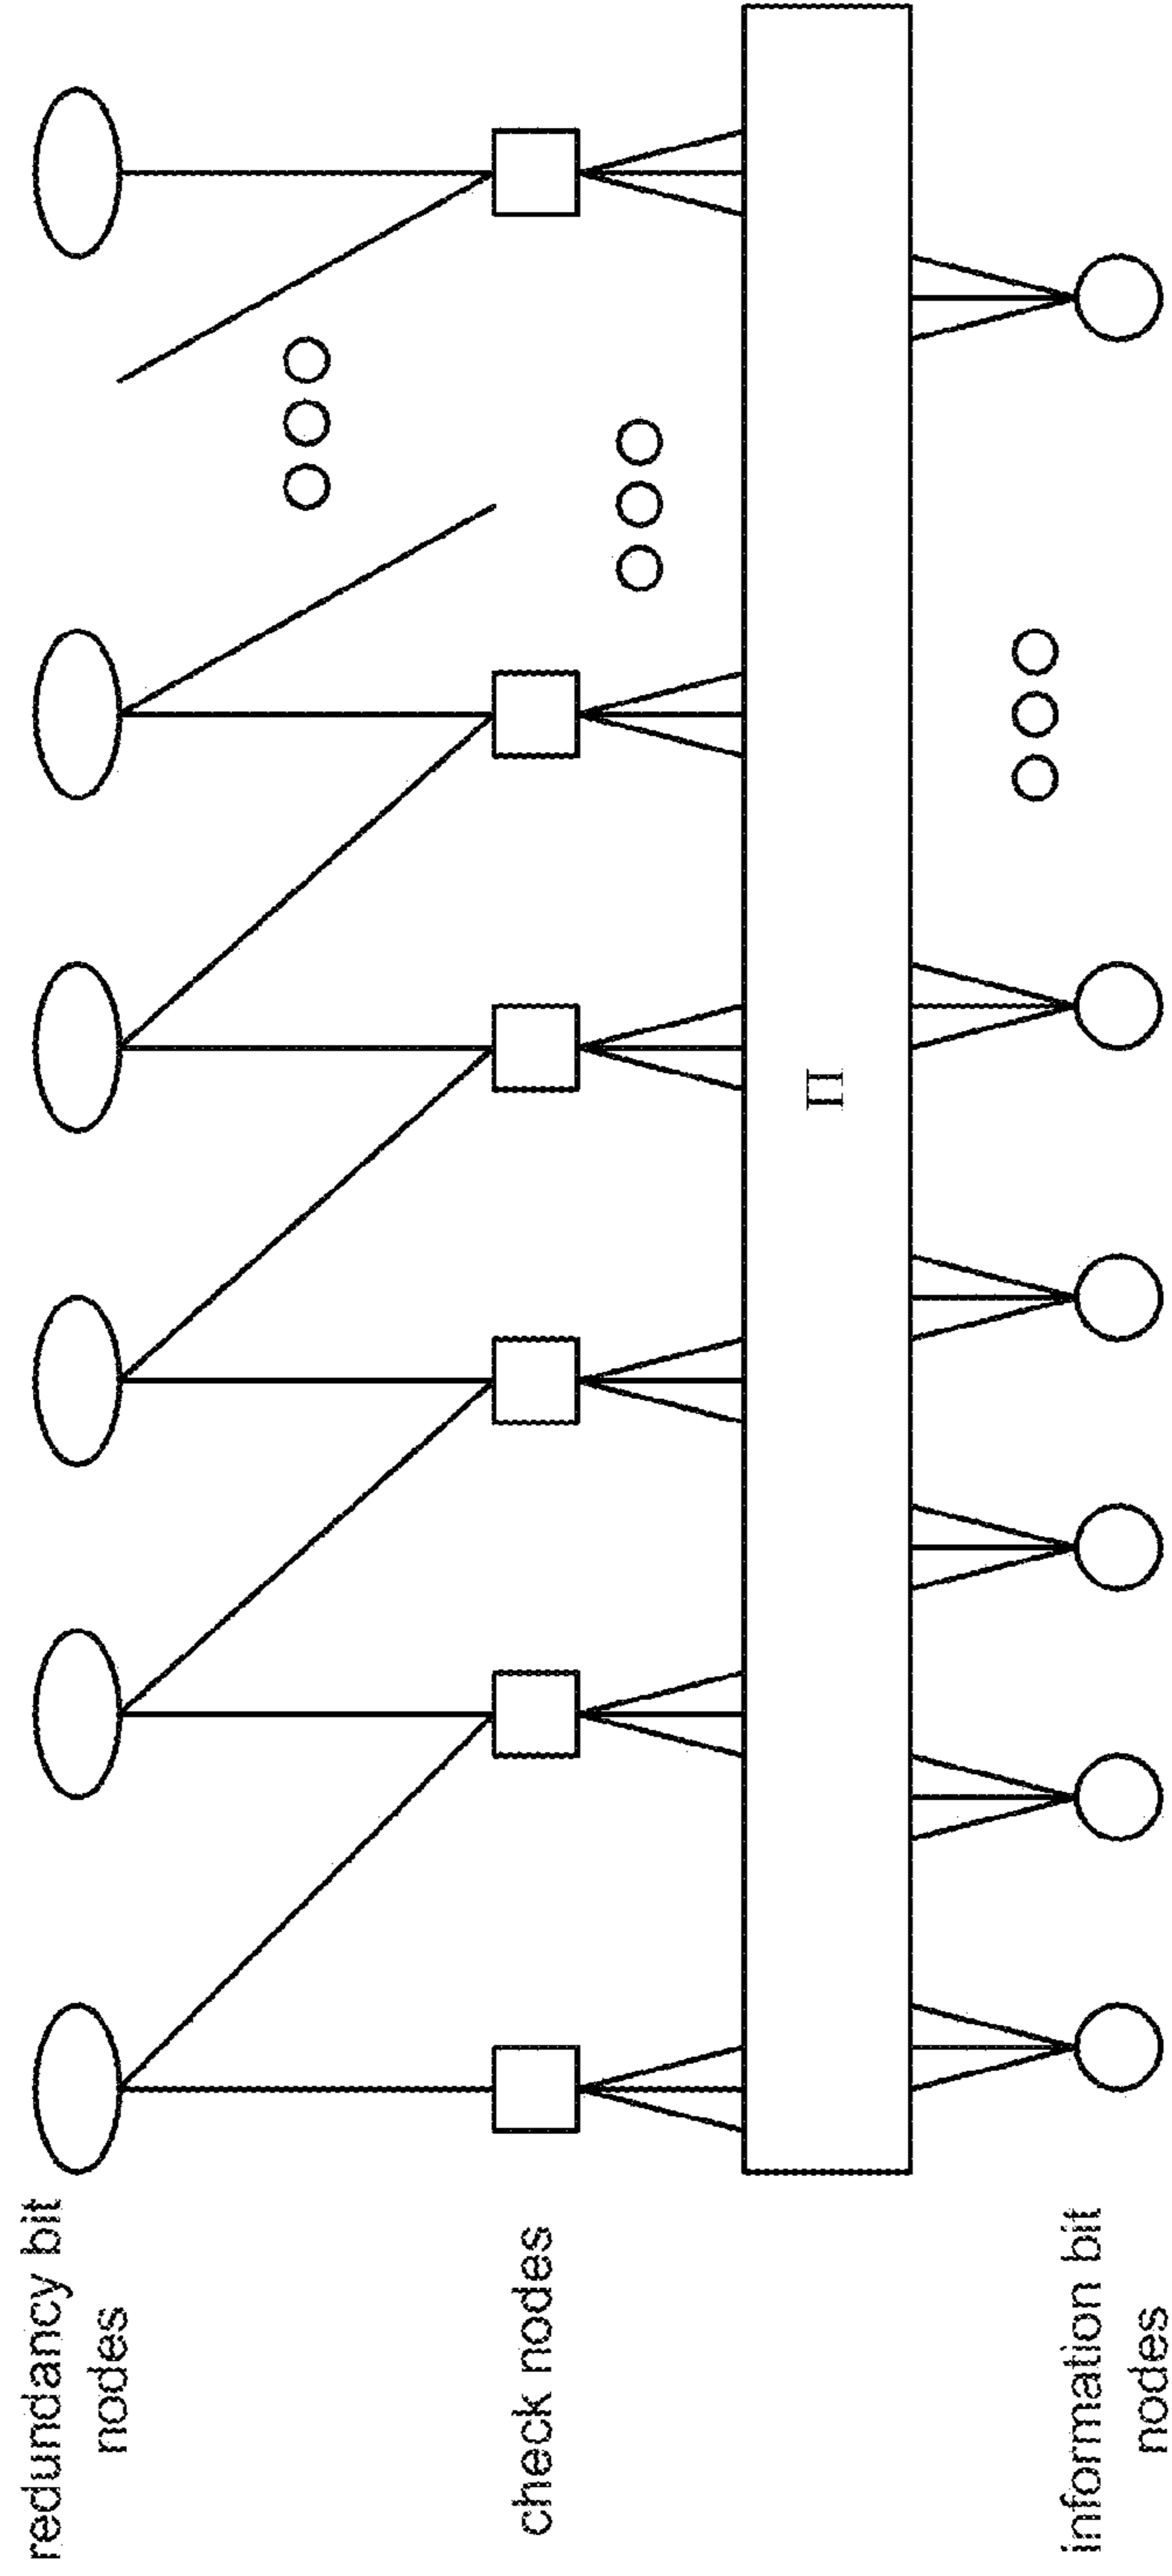 redundancy bit
nodes
check nodes
Π
information bit
nodes